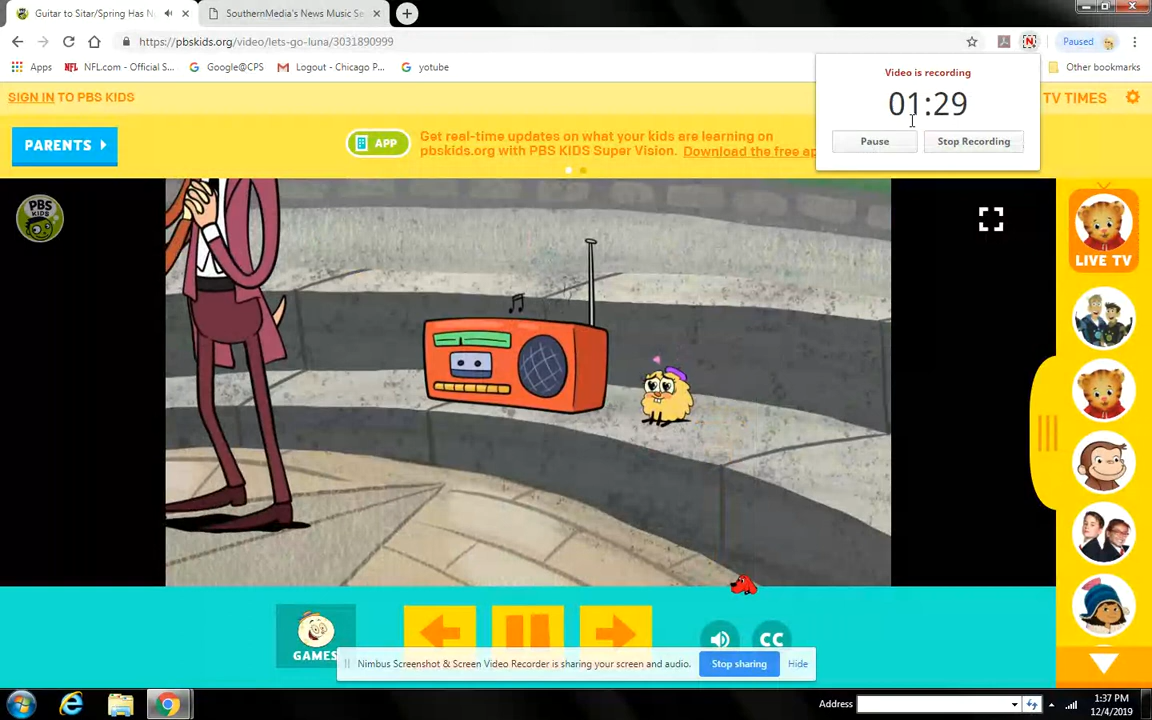 Guitar to Sitar/Spring Has N
SouthernMedia's News Music Se
https://pbskids.org/video/lets-go-luna/3031890999
Paused
Apps
NFL.com - Official S...
Google@CPS
Logout - Chicago P...
yotube
Other bookmarks
Video is recording
01:29
Pause
Stop Recording
SIGN IN TO PBS KIDS
TV TIMES
PARENTS
APP
Get real-time updates on what your kids are learning on
pbskids.org with PBS KIDS Super Vision. Download the free ap
PBS
KIDS
LIVE TV
GAMES
CC
Nimbus Screenshot & Screen Video Recorder is sharing your screen and audio.
Stop sharing
Hide
Address
1:37 PM
12/4/2019